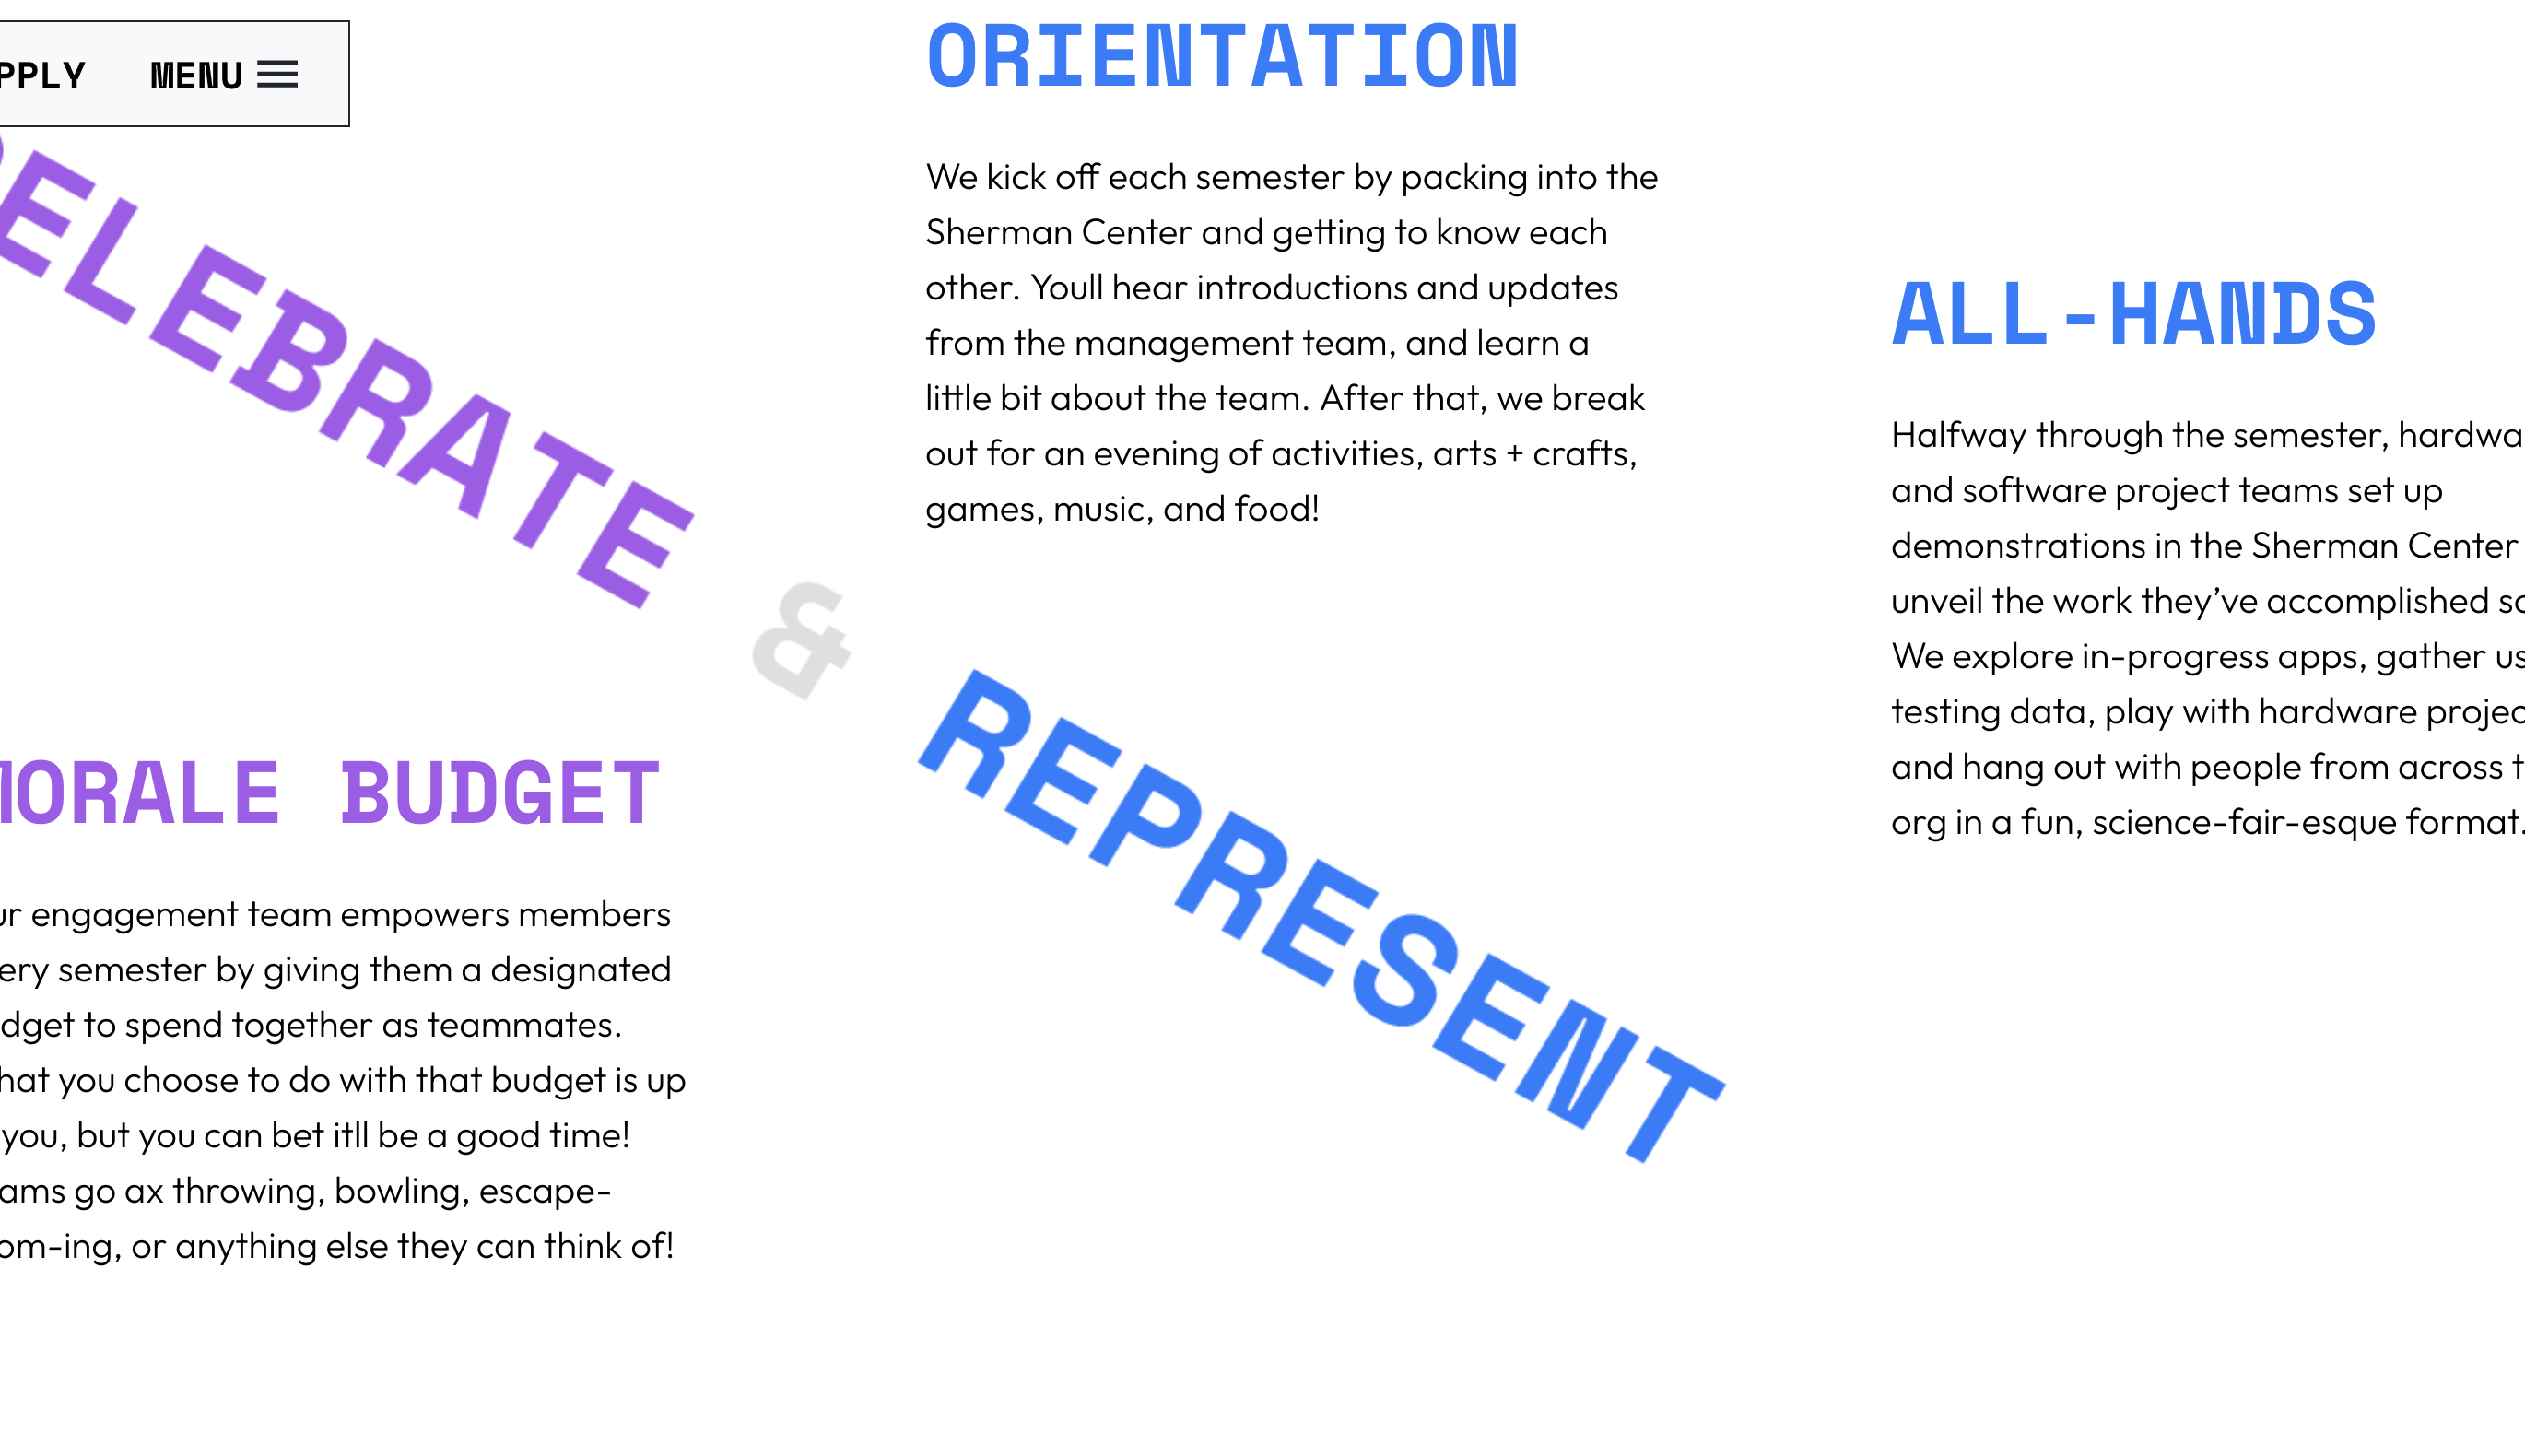 PPLY MENU
ELEBRATE & REPRESENT
MORALE BUDGET
ur engagement team empowers members
ery semester by giving them a designated
dget to spend together as teammates.
hat you choose to do with that budget is up
you, but you can bet itll be a good time!
ams go ax throwing, bowling, escape-
om-ing, or anything else they can think of!
ORIENTATION
We kick off each semester by packing into the
Sherman Center and getting to know each
other. Youll hear introductions and updates
from the management team, and learn a
little bit about the team. After that, we break
out for an evening of activities, arts + crafts,
games, music, and food!
ALL-HANDS
Halfway through the semester, hardwa
and software project teams set up
demonstrations in the Sherman Center
unveil the work they’ve accomplished so
We explore in-progress apps, gather us
testing data, play with hardware projec
and hang out with people from across t
org in a fun, science-fair-esque format.